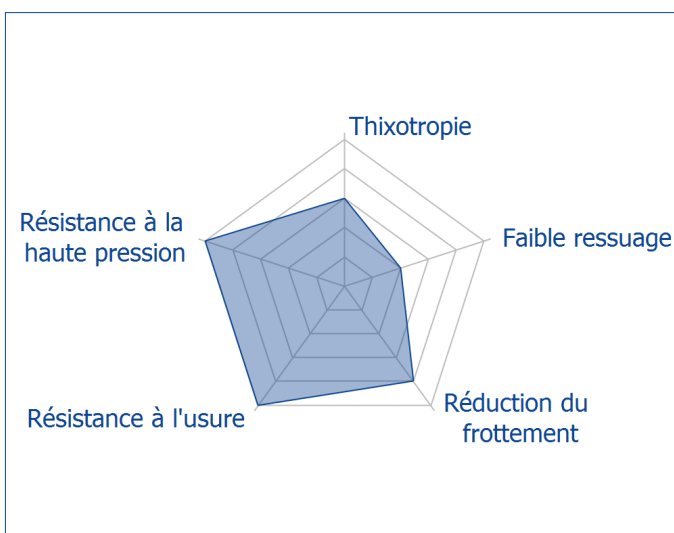 Thixotropie
Résistance à la
haute pression
Faible ressuage
Résistance à l'usure
Réduction du
frottement